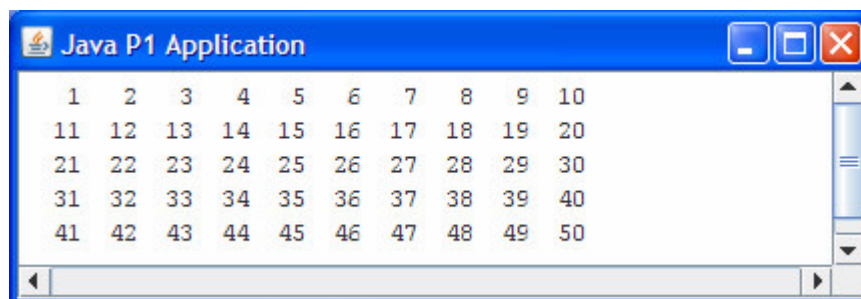 Java P1 Application
1 2 3 4 5 6 7 8 9 10
11 12 13 14 15 16 17 18 19 20
21 22 23 24 25 26 27 28 29 30
31 32 33 34 35 36 37 38 39 40
41 42 43 44 45 46 47 48 49 50